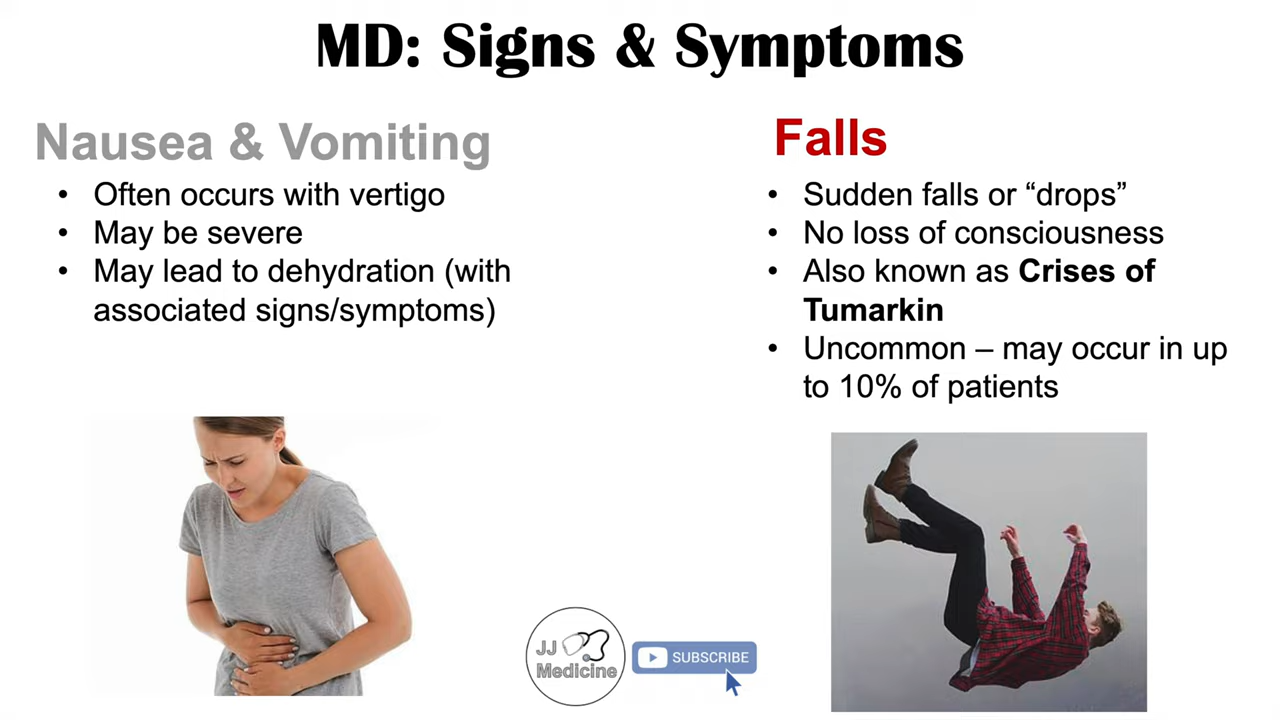 MD: Signs & Symptoms
Nausea & Vomiting
• Often occurs with vertigo
• May be severe
• May lead to dehydration (with
associated signs/symptoms)
Falls
• Sudden falls or “drops”
• No loss of consciousness
• Also known as Crises of
Tumarkin
• Uncommon – may occur in up
to 10% of patients
JJ
Medicine
SUBSCRIBE